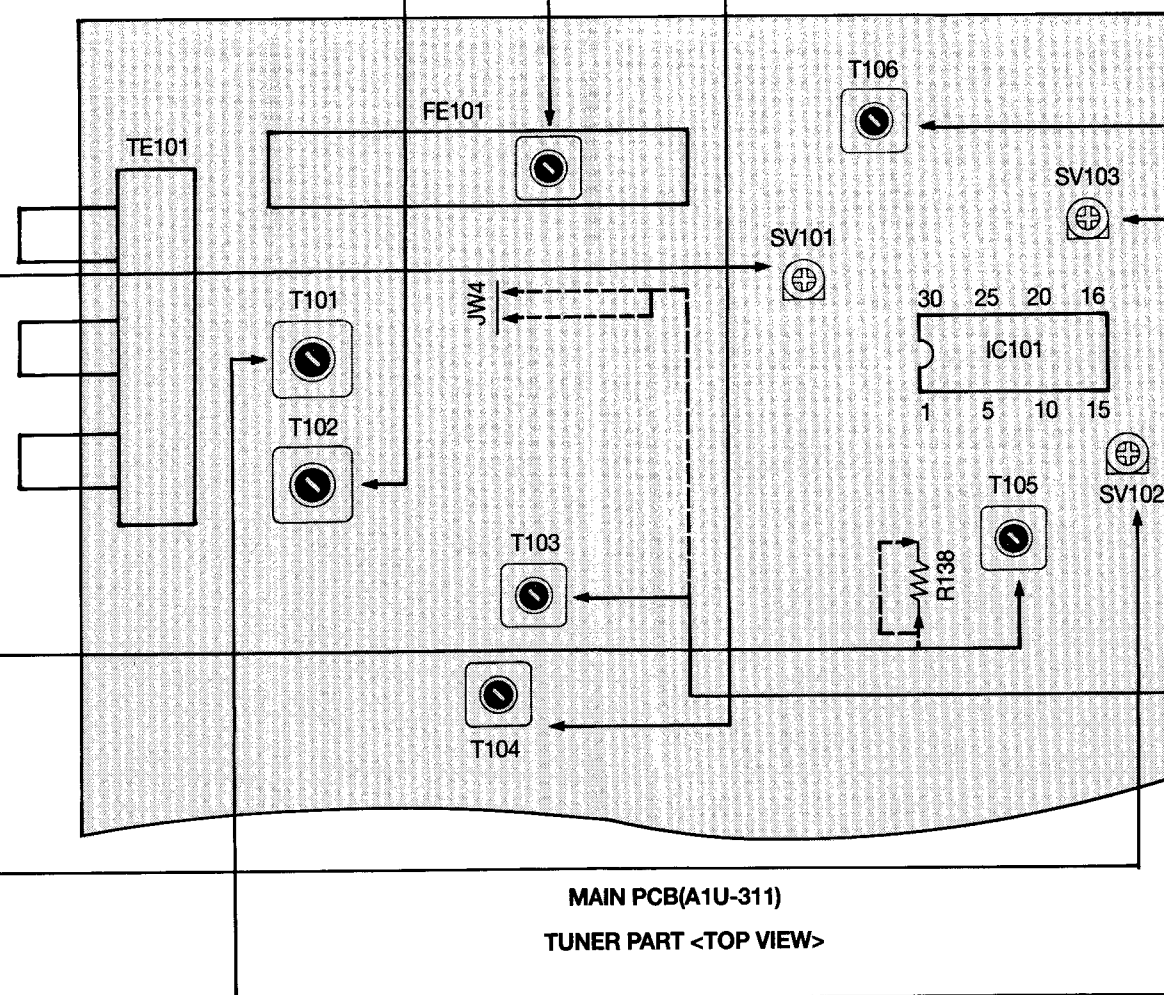 T106
FE101
TE101
SV103
SV101
JW4
T101
30 25 20 16
IC101
1 5 10 15
T102
SV102
T105
T103
R138
T104
MAIN PCB(A1U-311)
TUNER PART <TOP VIEW>